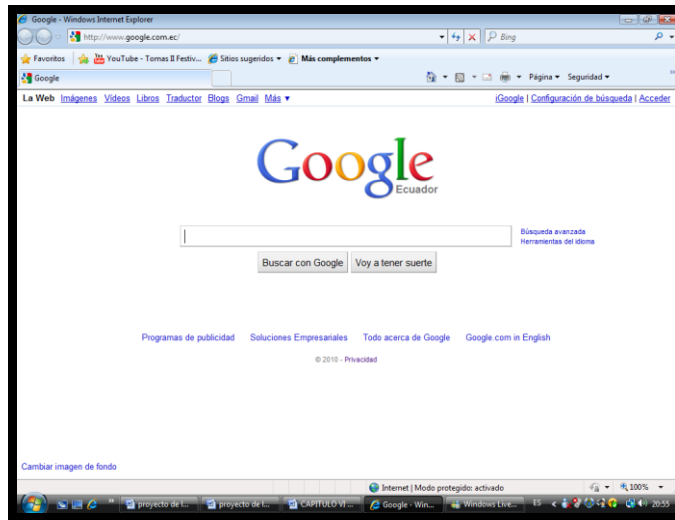 Google - Windows Internet Explorer
http://www.google.com.ec/
Bing
Favoritos YouTube - Tomas II Festiv... Sitios sugeridos Más complementos
Google
Página Seguridad
La Web Imágenes Vídeos Libros Traductor Blogs Gmail Más
iGoogle | Configuración de búsqueda | Acceder
Google
Ecuador
Búsqueda avanzada
Herramientas del idioma
Buscar con Google Voy a tener suerte
Programas de publicidad Soluciones Empresariales Todo acerca de Google Google.com in English
© 2010 - Privacidad
Cambiar imagen de fondo
Internet | Modo protegido: activado 100%
proyecto de l... proyecto de l... CAPITULO VI ... Google - Win... Windows Live... ES 20:55